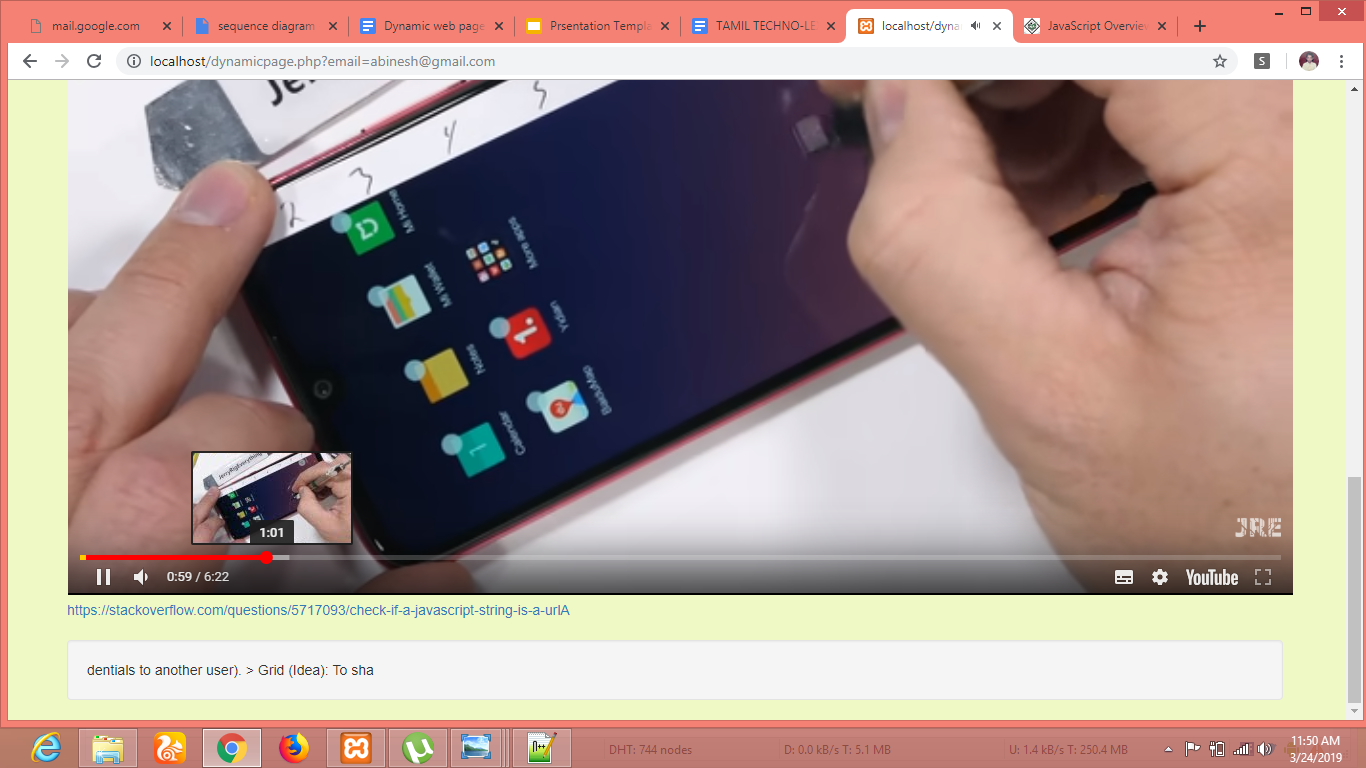 mail.google.com
sequence diagram
Dynamic web page
Prsentation Templa
TAMIL TECHNO-LE
localhost/dyna
JavaScript Overview
localhost/dynamicpage.php?email=abinesh@gmail.com
S
2 3 4 5
Mi Home
More apps
Mi Wallet
Yidian
Notes
BaiduMap
Calendar
JerryRigEverything
1:01
JRE
0:59 / 6:22
YouTube
https://stackoverflow.com/questions/5717093/check-if-a-javascript-string-is-a-urlA
dentials to another user). > Grid (Idea): To sha
DHT: 744 nodes
D: 0.0 kB/s T: 5.1 MB
U: 1.4 kB/s T: 250.4 MB
11:50 AM
3/24/2019